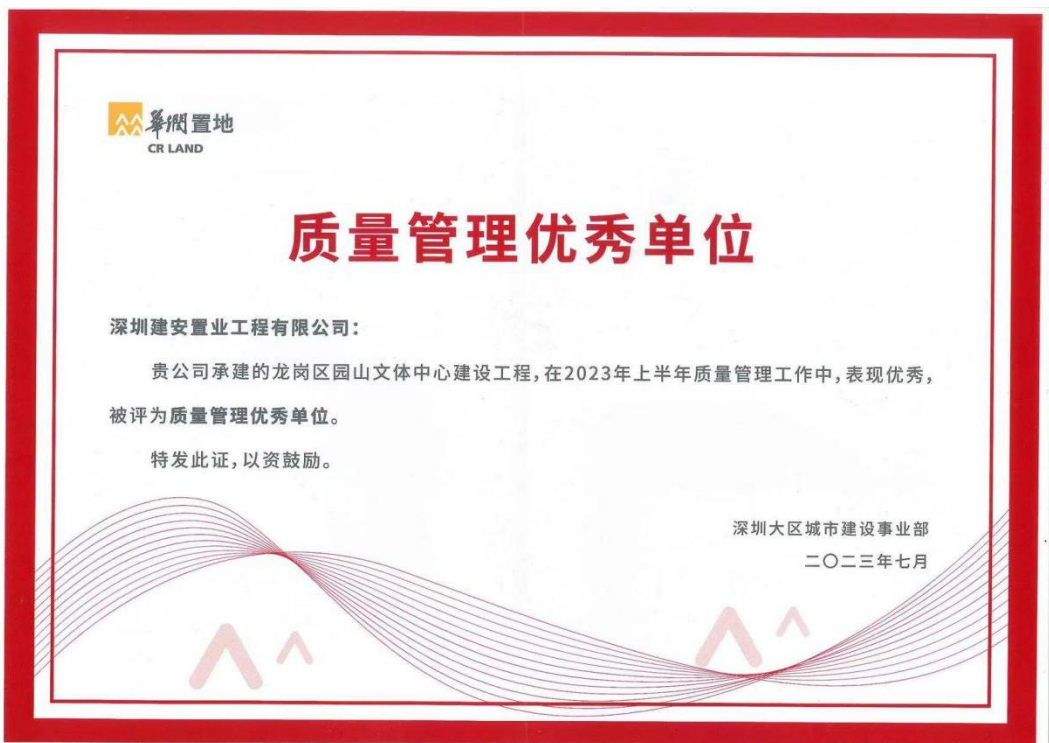 華潤置地
CR LAND
质量管理优秀单位
深圳建安置业工程有限公司：
贵公司承建的龙岗区园山文体中心建设工程，在2023年上半年质量管理工作中，表现优秀，
被评为质量管理优秀单位。
特发此证，以资鼓励。
深圳大区城市建设事业部
二〇二三年七月